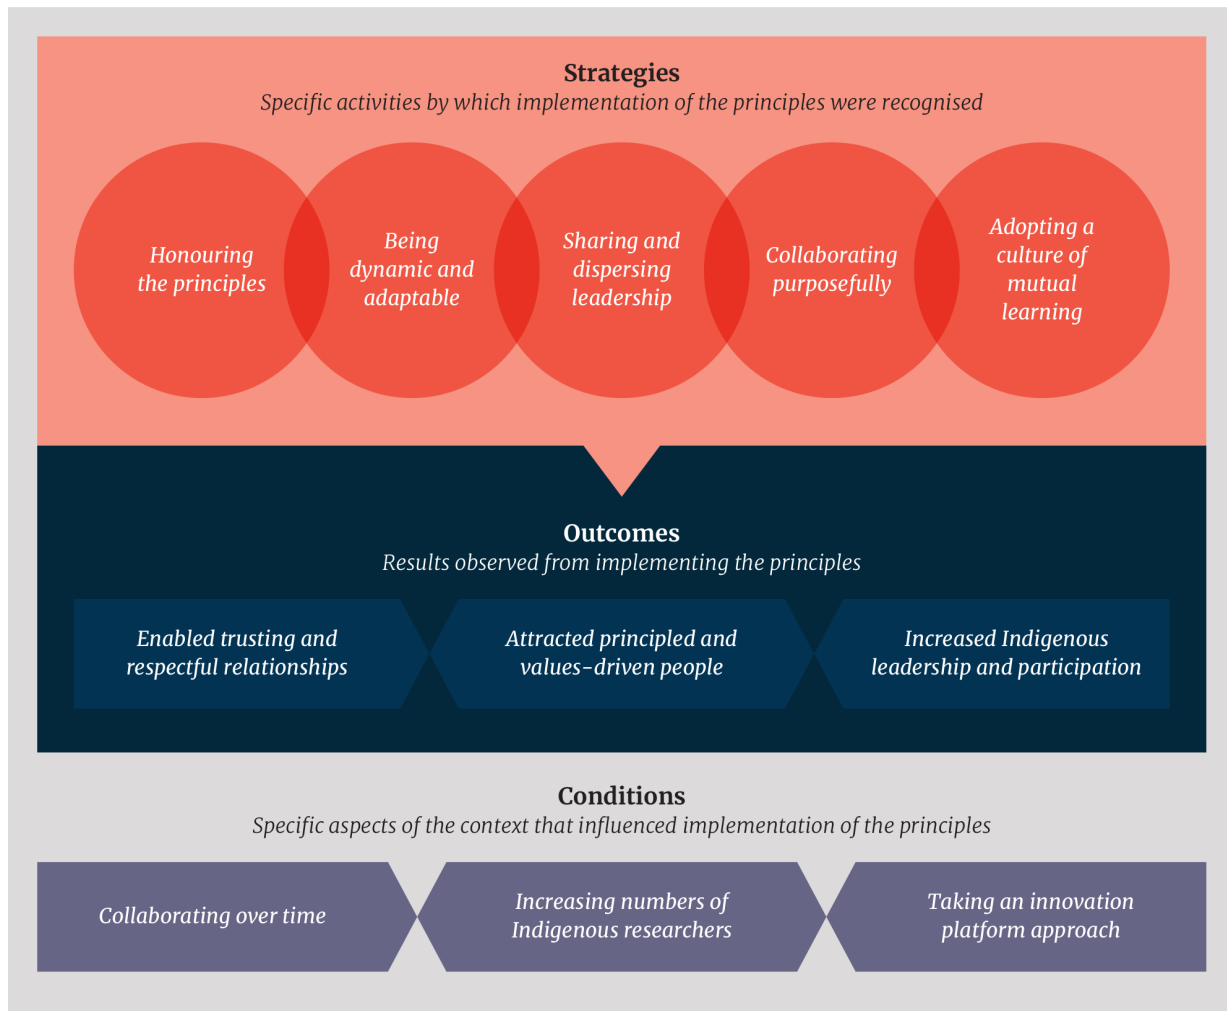 Strategies
Specific activities by which implementation of the principles were recognised
Honouring
the principles
Being
dynamic and
adaptable
Sharing and
dispersing
leadership
Collaborating
purposefully
Adopting a
culture of
mutual
learning
Outcomes
Results observed from implementing the principles
Enabled trusting and
respectful relationships
Attracted principled and
values-driven people
Increased Indigenous
leadership and participation
Conditions
Specific aspects of the context that influenced implementation of the principles
Collaborating over time
Increasing numbers of
Indigenous researchers
Taking an innovation
platform approach